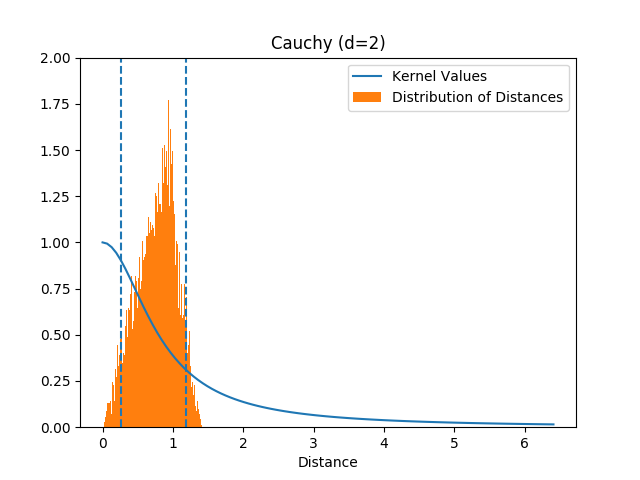 Cauchy (d=2)
Kernel Values
Distribution of Distances
2.00
1.75
1.50
1.25
1.00
0.75
0.50
0.25
0.00
0 1 2 3 4 5 6
Distance